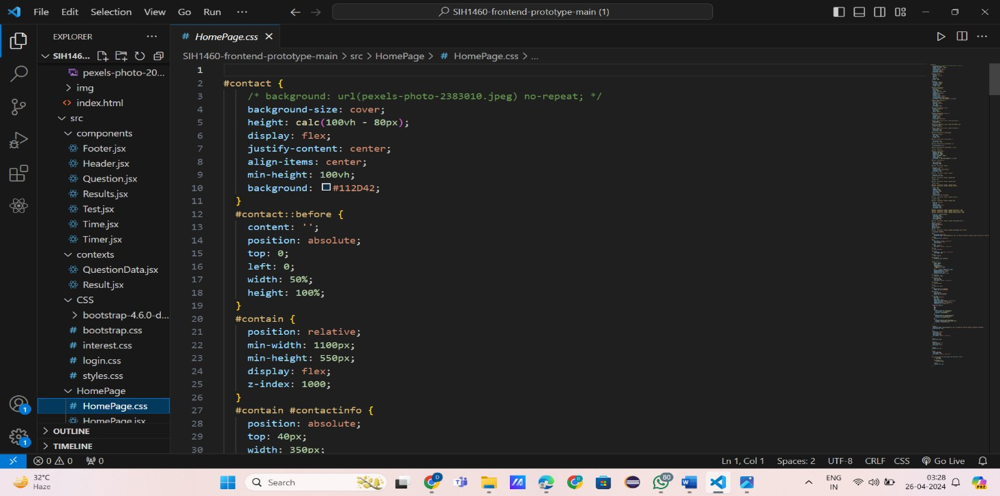 File Edit Selection View Go Run ··· SIH1460-frontend-prototype-main (1)
EXPLORER ···
SIH146...
pexels-photo-20...
img
index.html
src
components
Footer.jsx
Header.jsx
Question.jsx
Results.jsx
Test.jsx
Time.jsx
Timer.jsx
contexts
QuestionData.jsx
Result.jsx
CSS
bootstrap-4.6.0-d...
bootstrap.css
interest.css
login.css
styles.css
HomePage
HomePage.css
HomePage.jsx
OUTLINE
TIMELINE
# HomePage.css
SIH1460-frontend-prototype-main > src > HomePage > # HomePage.css > ...
1
2 #contact {
3 /* background: url(pexels-photo-2383010.jpeg) no-repeat; */
4 background-size: cover;
5 height: calc(100vh - 80px);
6 display: flex;
7 justify-content: center;
8 align-items: center;
9 min-height: 100vh;
10 background: #112D42;
11 }
12 #contact::before {
13 content: '';
14 position: absolute;
15 top: 0;
16 left: 0;
17 width: 50%;
18 height: 100%;
19 }
20 #contain {
21 position: relative;
22 min-width: 1100px;
23 min-height: 550px;
24 display: flex;
25 z-index: 1000;
26 }
27 #contain #contactinfo {
28 position: absolute;
29 top: 40px;
30 width: 350px;
1
1
0 0 0 Ln 1, Col 1 Spaces: 2 UTF-8 CRLF CSS Go Live
32°C
Haze
Search
D
80
PRE
ENG
IN
03:28
26-04-2024